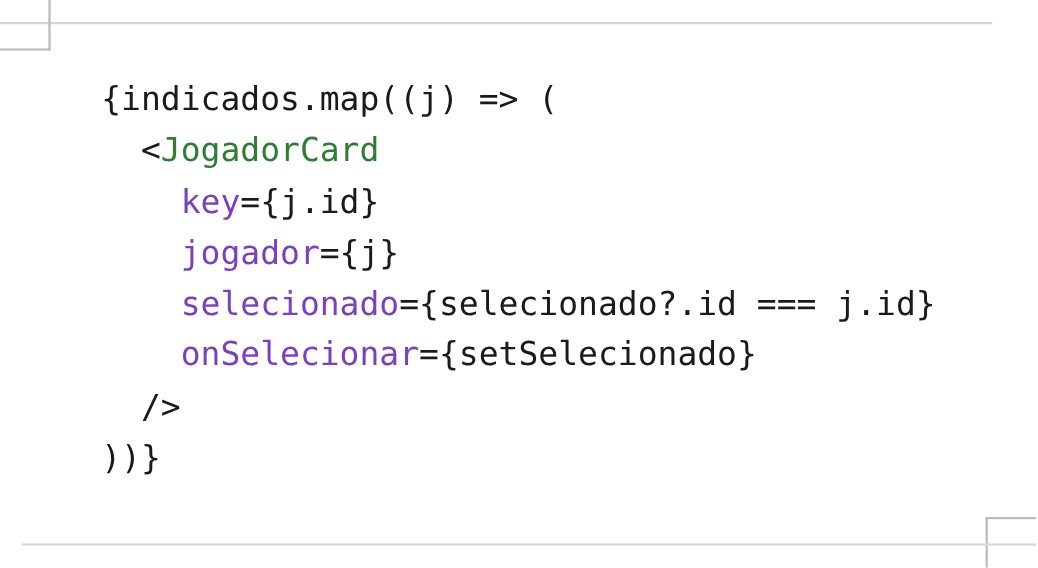 {indicados.map((j) => (
  <JogadorCard
    key={j.id}
    jogador={j}
    selecionado={selecionado?.id === j.id}
    onSelecionar={setSelecionado}
  />
))}